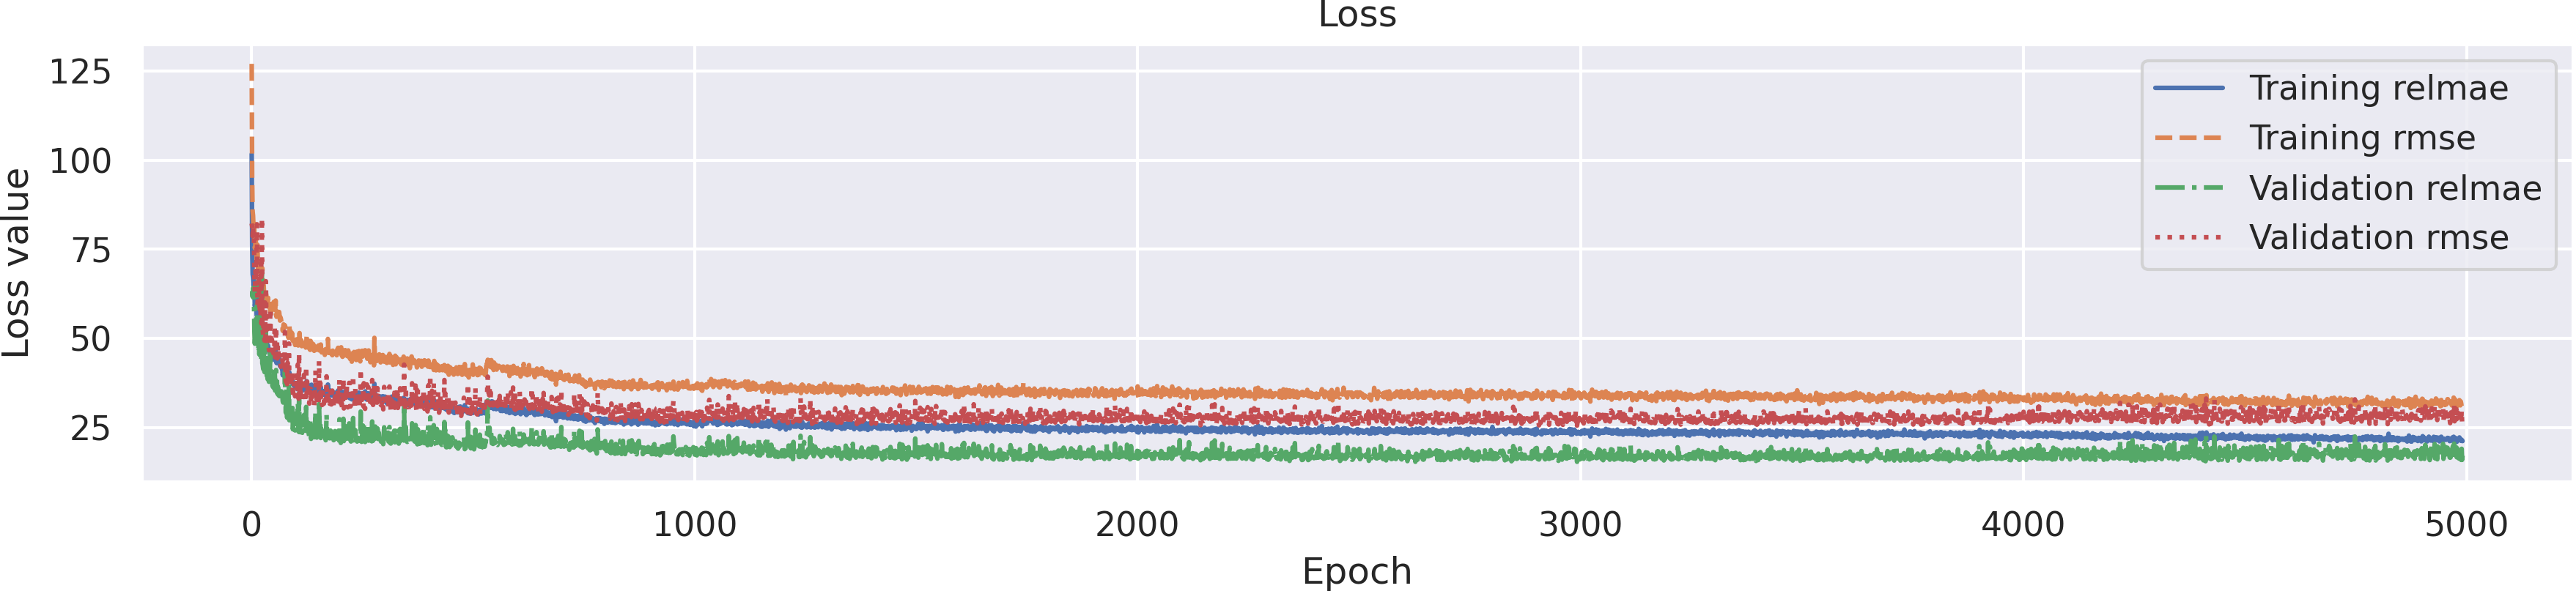 Loss
125
100
75
50
25
Loss value
Training relmae
Training rmse
Validation relmae
Validation rmse
0 1000 2000 3000 4000 5000
Epoch